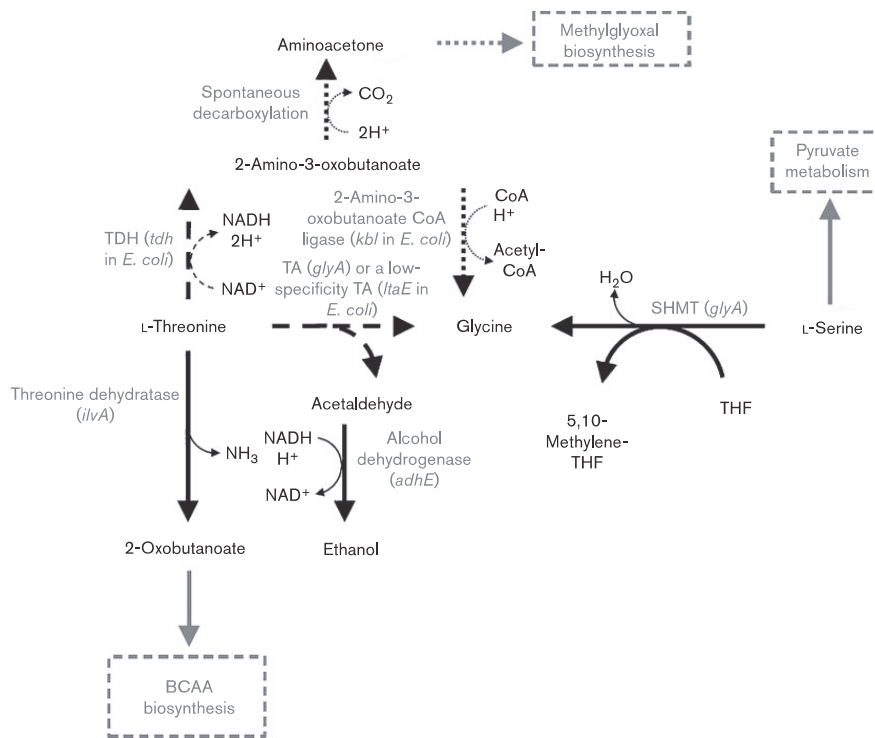 Methylglyoxal
biosynthesis
Aminoacetone
Spontaneous
decarboxylation
CO₂
2H⁺
2-Amino-3-oxobutanoate
Pyruvate
metabolism
TDH (tdh
in E. coli)
NADH
2H⁺
NAD⁺
2-Amino-3-
oxobutanoate CoA
ligase (kbl in E. coli)
CoA
H⁺
Acetyl-
CoA
TA (glyA) or a low-
specificity TA (ltaE in
E. coli)
H₂O
SHMT (glyA)
L-Threonine
Glycine
L-Serine
Threonine dehydratase
(ilvA)
Acetaldehyde
THF
5,10-
Methylene-
THF
NH₃
NADH
H⁺
NAD⁺
Alcohol
dehydrogenase
(adhE)
2-Oxobutanoate
Ethanol
BCAA
biosynthesis